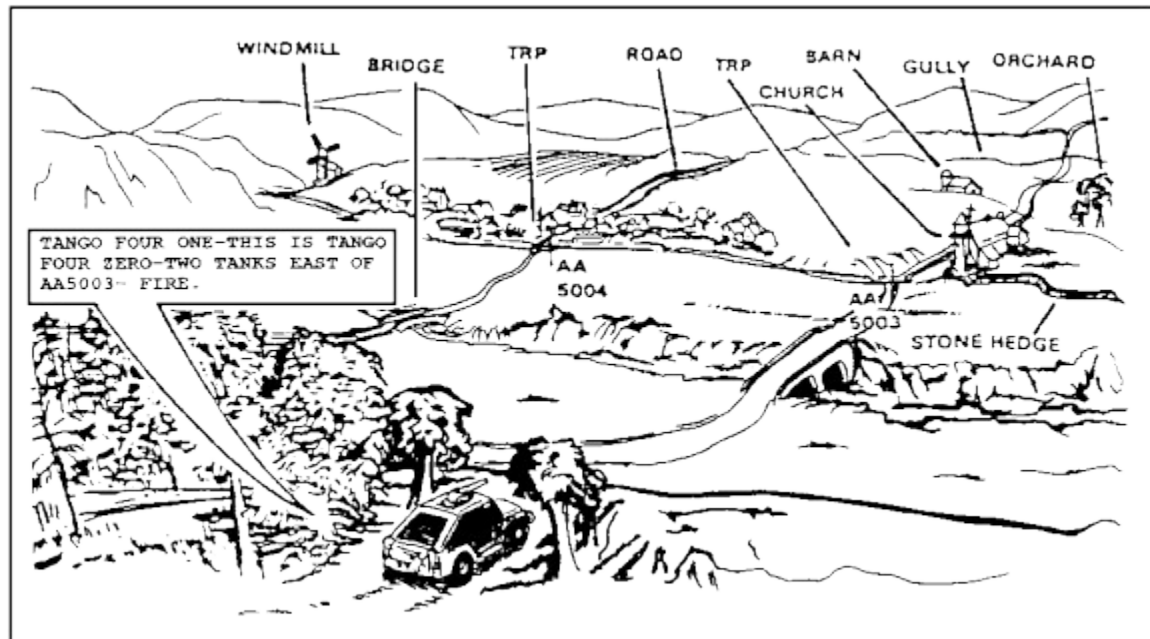 WINDMILL
BRIDGE
TRP
ROAD
TRP
BARN
CHURCH
GULLY
ORCHARD
TANGO FOUR ONE-THIS IS TANGO
FOUR ZERO-TWO TANKS EAST OF
AA5003- FIRE.
AA
5004
AA
5003
STONE HEDGE